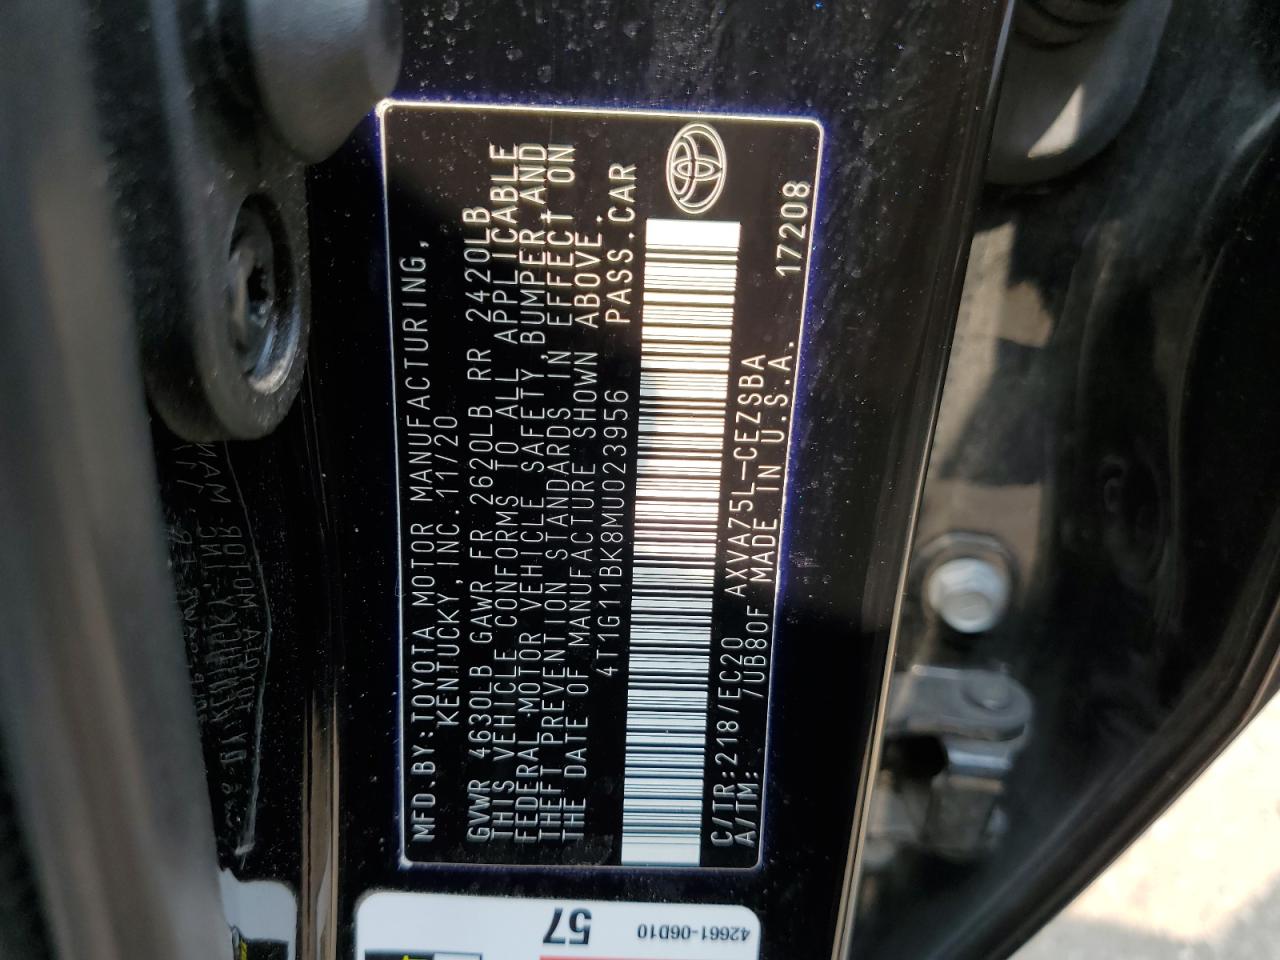 MFD.BY:TOYOTA MOTOR MANUFACTURING,
KENTUCKY,INC.11/20
GVWR 4630LB GAWR FR 2620LB RR 2420LB
THIS VEHICLE CONFORMS TO ALL APPLICABLE
FEDERAL MOTOR VEHICLE SAFETY,BUMPER,AND
THEFT PREVENTION STANDARDS IN EFFECT ON
THE DATE OF MANUFACTURE SHOWN ABOVE.
4T1G11BK8MU023956 PASS.CAR
C/TR:218/EC20 AXVA75L-CEZSBA 17208
A/TM: /UB80F MADE IN U.S.A.
57
42661-06D10